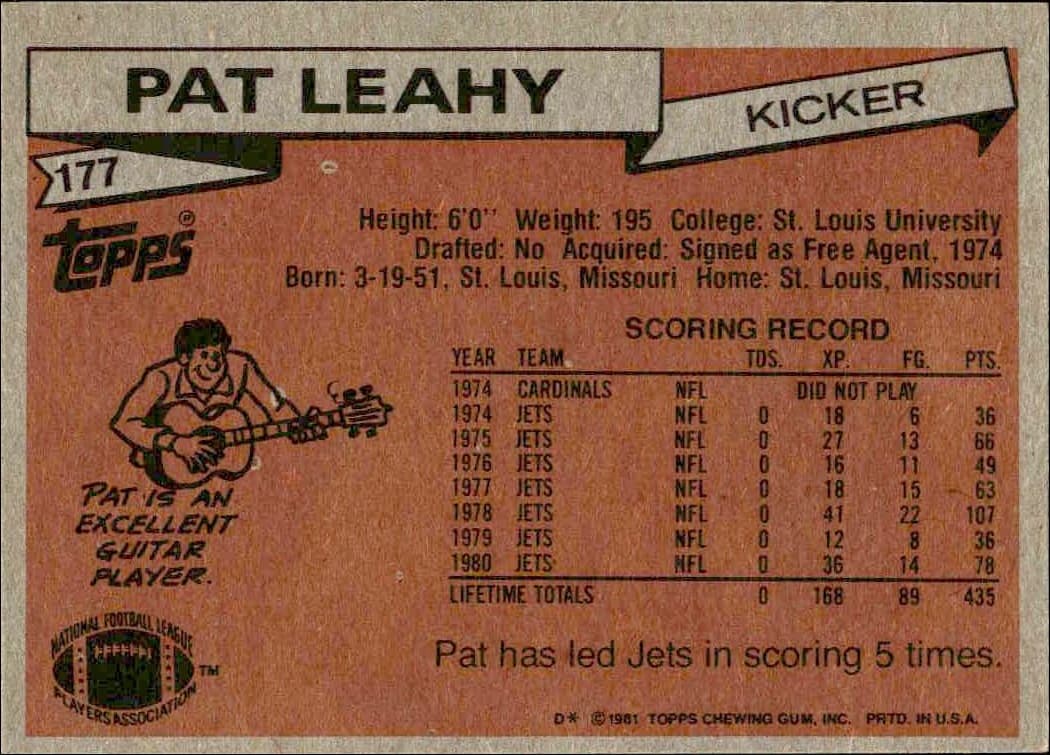 PAT LEAHY
KICKER
177
TOPPS ®
Height: 6'0'' Weight: 195 College: St. Louis University
Drafted: No Acquired: Signed as Free Agent, 1974
Born: 3-19-51, St. Louis, Missouri Home: St. Louis, Missouri
SCORING RECORD
YEAR TEAM TDS. XP. FG. PTS.
1974 CARDINALS NFL DID NOT PLAY
1974 JETS NFL 0 18 6 36
1975 JETS NFL 0 27 13 66
1976 JETS NFL 0 16 11 49
1977 JETS NFL 0 18 15 63
1978 JETS NFL 0 41 22 107
1979 JETS NFL 0 12 8 36
1980 JETS NFL 0 36 14 78
LIFETIME TOTALS 0 168 89 435
PAT IS AN
EXCELLENT
GUITAR
PLAYER.
NATIONAL FOOTBALL LEAGUE
PLAYERS ASSOCIATION
TM
Pat has led Jets in scoring 5 times.
D* ©1981 TOPPS CHEWING GUM, INC. PRTD. IN U.S.A.